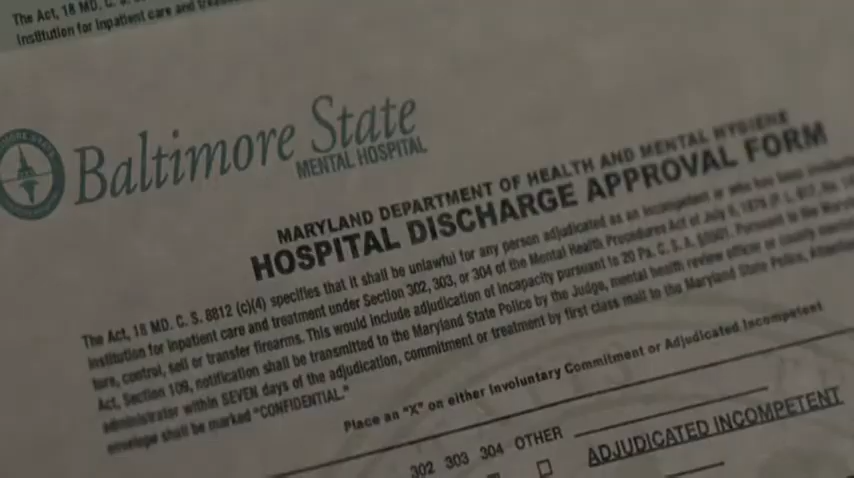 The Act, 18 MD. C. S.
Institution for inpatient care and
Baltimore State
MENTAL HOSPITAL
MARYLAND DEPARTMENT OF HEALTH AND MENTAL HYGIENE
HOSPITAL DISCHARGE APPROVAL FORM
The Act, 18 MD. C. S. 8812 (c)(4) specifies that it shall be unlawful for any person adjudicated as an incompetent or who has been
institution for inpatient care and treatment under Section 302, 303, or 304 of the Mental Health Procedures Act of July 9, 1976
ture, control, sell or transfer firearms. This would include adjudication of incapacity pursuant to 20 Pa. C. S. A. Pursuant to the
Act, Section 109, notification shall be transmitted to the Maryland State Police by the Judge, mental health review officer or county
administrator within SEVEN days of the adjudication, commitment or treatment by first class mail to the Maryland State Police,
envelope shall be marked "CONFIDENTIAL."
Place an "X" on either Involuntary Commitment or Adjudicated Incompetent
302 303 304 OTHER
ADJUDICATED INCOMPETENT